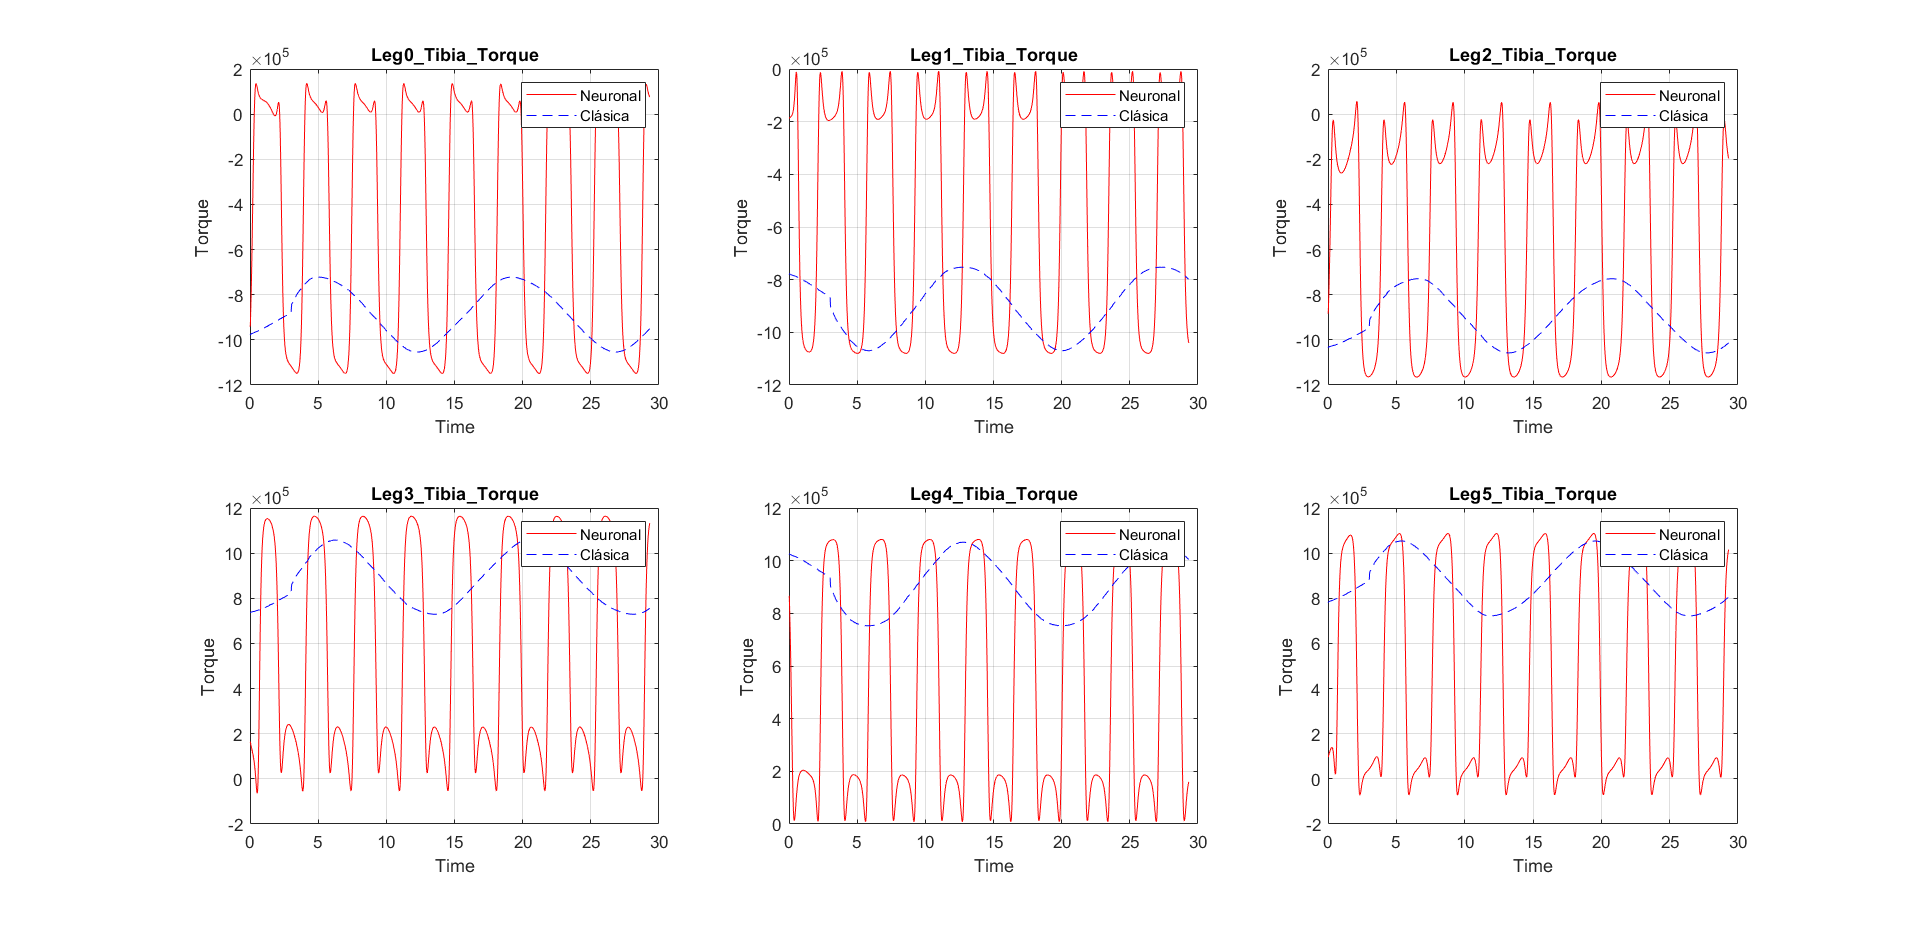 Leg0_Tibia_Torque
×10^5
2
0
-2
-4
-6
-8
-10
-12
Torque
0 5 10 15 20 25 30
Time
Neuronal
Clásica
Leg1_Tibia_Torque
×10^5
0
-2
-4
-6
-8
-10
-12
Torque
0 5 10 15 20 25 30
Time
Neuronal
Clásica
Leg2_Tibia_Torque
×10^5
2
0
-2
-4
-6
-8
-10
-12
Torque
0 5 10 15 20 25 30
Time
Neuronal
Clásica
Leg3_Tibia_Torque
×10^5
12
10
8
6
4
2
0
-2
Torque
0 5 10 15 20 25 30
Time
Neuronal
Clásica
Leg4_Tibia_Torque
×10^5
12
10
8
6
4
2
0
Torque
0 5 10 15 20 25 30
Time
Neuronal
Clásica
Leg5_Tibia_Torque
×10^5
12
10
8
6
4
2
0
-2
Torque
0 5 10 15 20 25 30
Time
Neuronal
Clásica